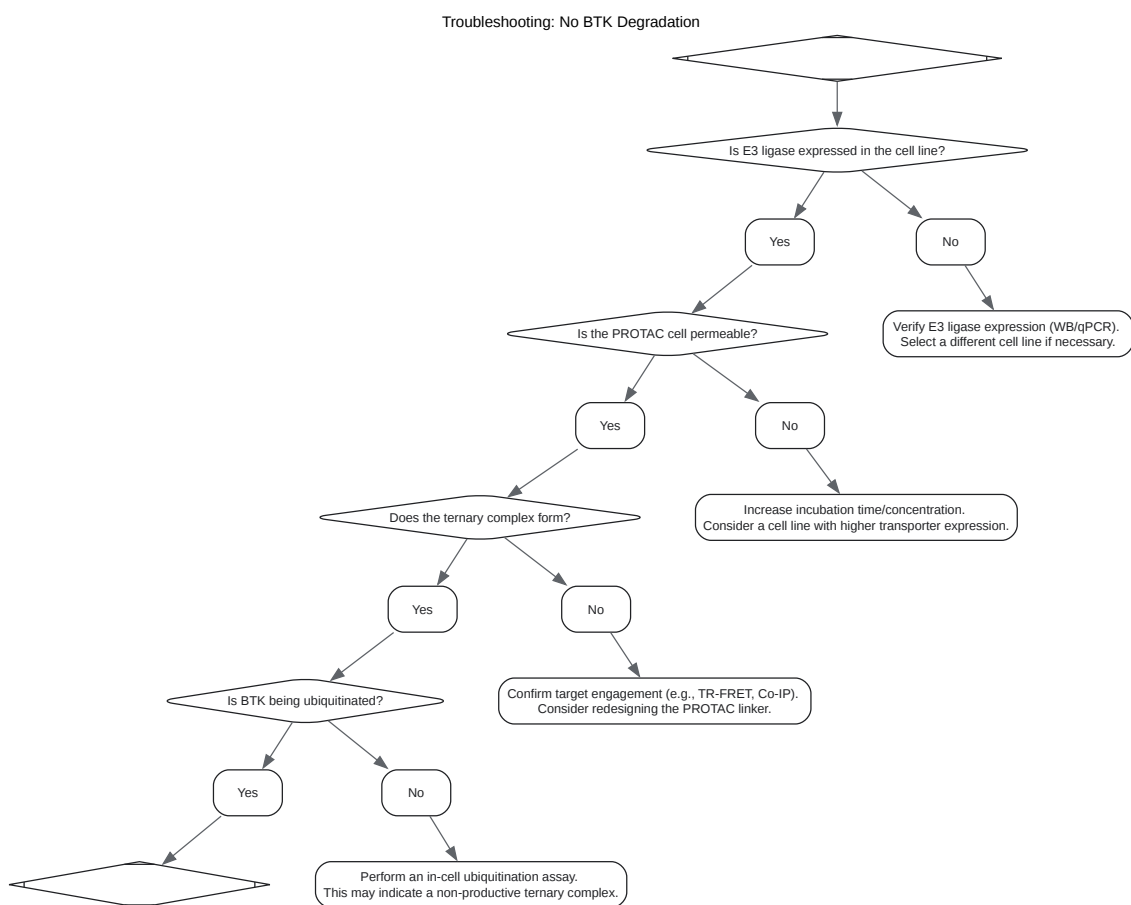 Troubleshooting: No BTK Degradation
Is E3 ligase expressed in the cell line?
Yes
No
Verify E3 ligase expression (WB/qPCR).
Select a different cell line if necessary.
Is the PROTAC cell permeable?
Yes
No
Increase incubation time/concentration.
Consider a cell line with higher transporter expression.
Does the ternary complex form?
Yes
No
Confirm target engagement (e.g., TR-FRET, Co-IP).
Consider redesigning the PROTAC linker.
Is BTK being ubiquitinated?
Yes
No
Perform an in-cell ubiquitination assay.
This may indicate a non-productive ternary complex.